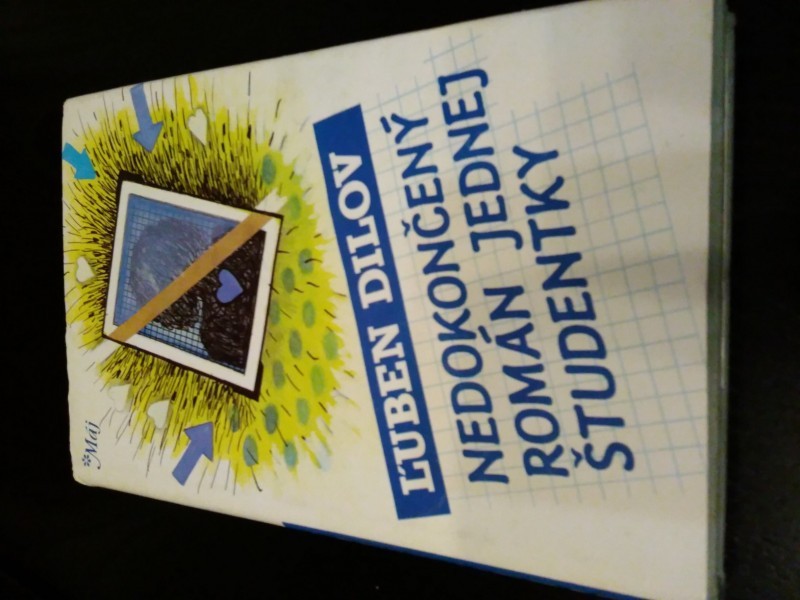 *Máj
ĽUBEN DILOV
NEDOKONČENÝ
ROMÁN JEDNEJ
ŠTUDENTKY